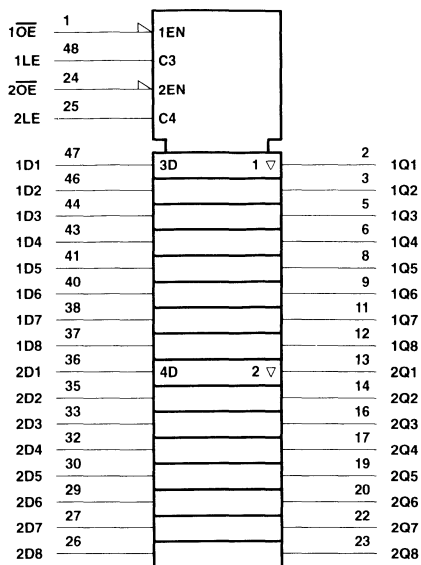 1O̅E̅ 1 1EN
1LE 48 C3
2O̅E̅ 24 2EN
2LE 25 C4
1D1 47 3D 1 ▽ 2 1Q1
1D2 46 3 1Q2
1D3 44 5 1Q3
1D4 43 6 1Q4
1D5 41 8 1Q5
1D6 40 9 1Q6
1D7 38 11 1Q7
1D8 37 12 1Q8
2D1 36 4D 2 ▽ 13 2Q1
2D2 35 14 2Q2
2D3 33 16 2Q3
2D4 32 17 2Q4
2D5 30 19 2Q5
2D6 29 20 2Q6
2D7 27 22 2Q7
2D8 26 23 2Q8